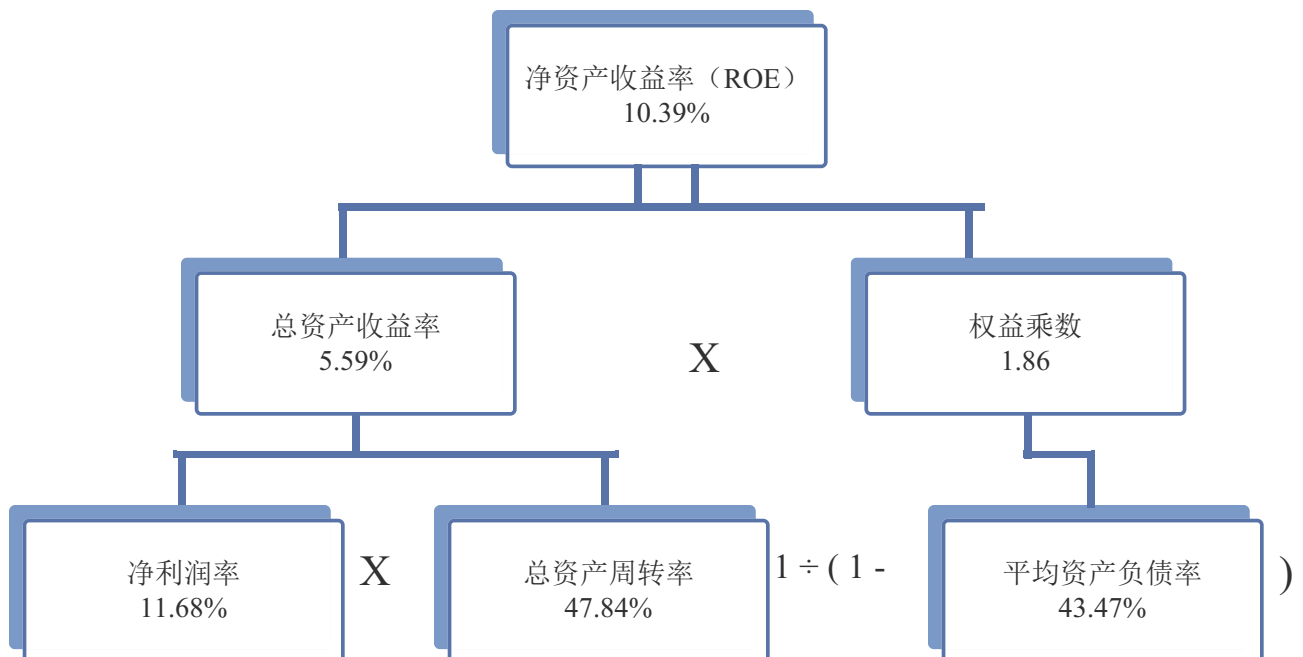 净资产收益率（ROE）
10.39%
总资产收益率
5.59%
X
权益乘数
1.86
净利润率
11.68%
X
总资产周转率
47.84%
1 ÷ ( 1 -
平均资产负债率
43.47%
)